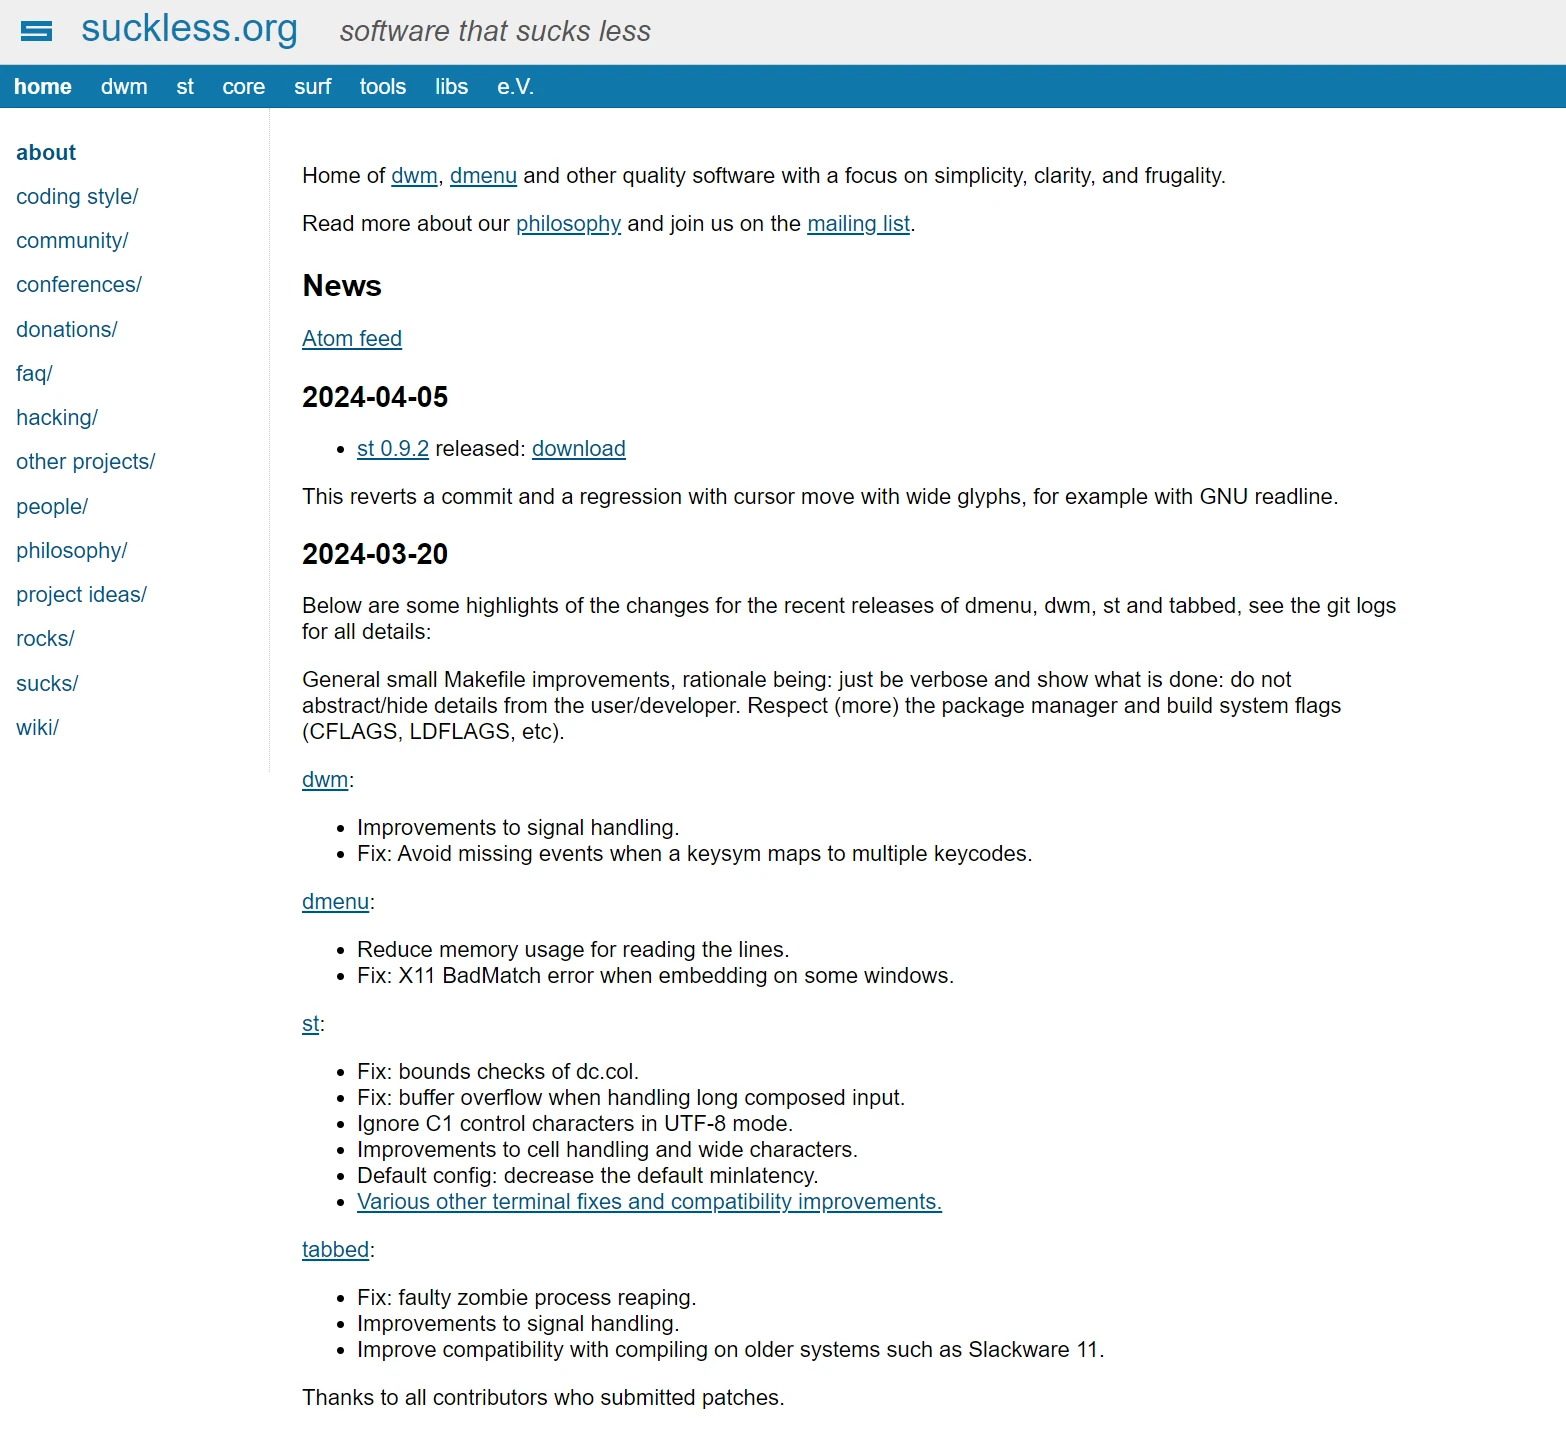 suckless.org software that sucks less
home dwm st core surf tools libs e.V.
about
coding style/
community/
conferences/
donations/
faq/
hacking/
other projects/
people/
philosophy/
project ideas/
rocks/
sucks/
wiki/
Home of dwm, dmenu and other quality software with a focus on simplicity, clarity, and frugality.
Read more about our philosophy and join us on the mailing list.
News
Atom feed
2024-04-05
• st 0.9.2 released: download
This reverts a commit and a regression with cursor move with wide glyphs, for example with GNU readline.
2024-03-20
Below are some highlights of the changes for the recent releases of dmenu, dwm, st and tabbed, see the git logs
for all details:
General small Makefile improvements, rationale being: just be verbose and show what is done: do not
abstract/hide details from the user/developer. Respect (more) the package manager and build system flags
(CFLAGS, LDFLAGS, etc).
dwm:
• Improvements to signal handling.
• Fix: Avoid missing events when a keysym maps to multiple keycodes.
dmenu:
• Reduce memory usage for reading the lines.
• Fix: X11 BadMatch error when embedding on some windows.
st:
• Fix: bounds checks of dc.col.
• Fix: buffer overflow when handling long composed input.
• Ignore C1 control characters in UTF-8 mode.
• Improvements to cell handling and wide characters.
• Default config: decrease the default minlatency.
• Various other terminal fixes and compatibility improvements.
tabbed:
• Fix: faulty zombie process reaping.
• Improvements to signal handling.
• Improve compatibility with compiling on older systems such as Slackware 11.
Thanks to all contributors who submitted patches.